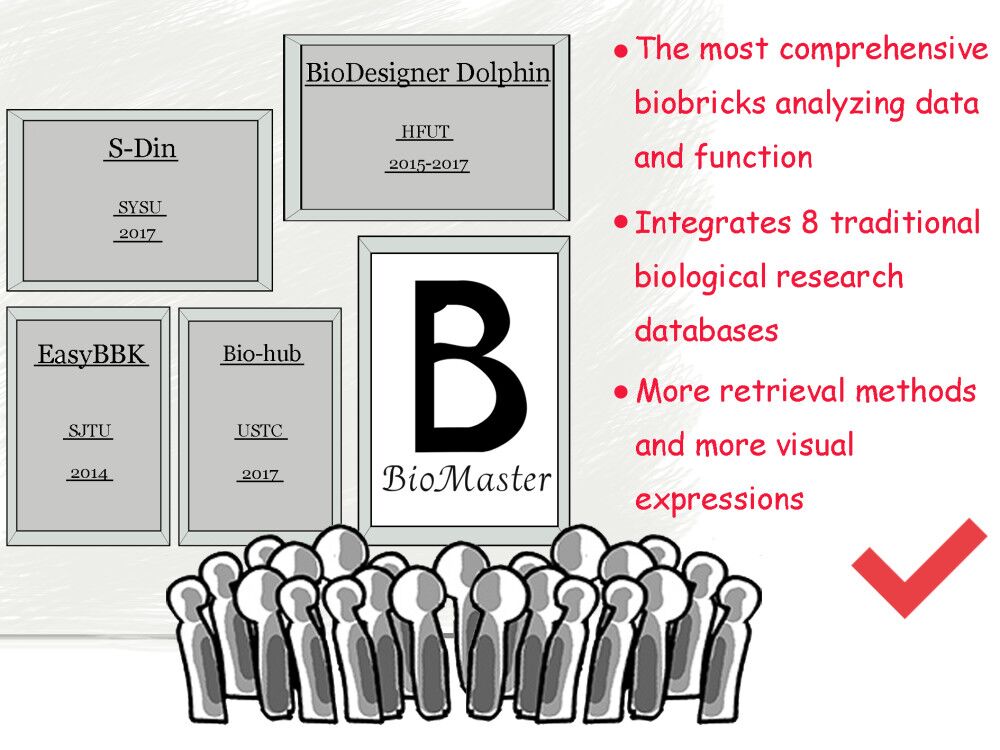 BioDesigner Dolphin
HFUT
2015-2017
S-Din
SYSU
2017
EasyBBK
SJTU
2014
Bio-hub
USTC
2017
B
BioMaster
The most comprehensive
biobricks analyzing data
and function
Integrates 8 traditional
biological research
databases
More retrieval methods
and more visual
expressions